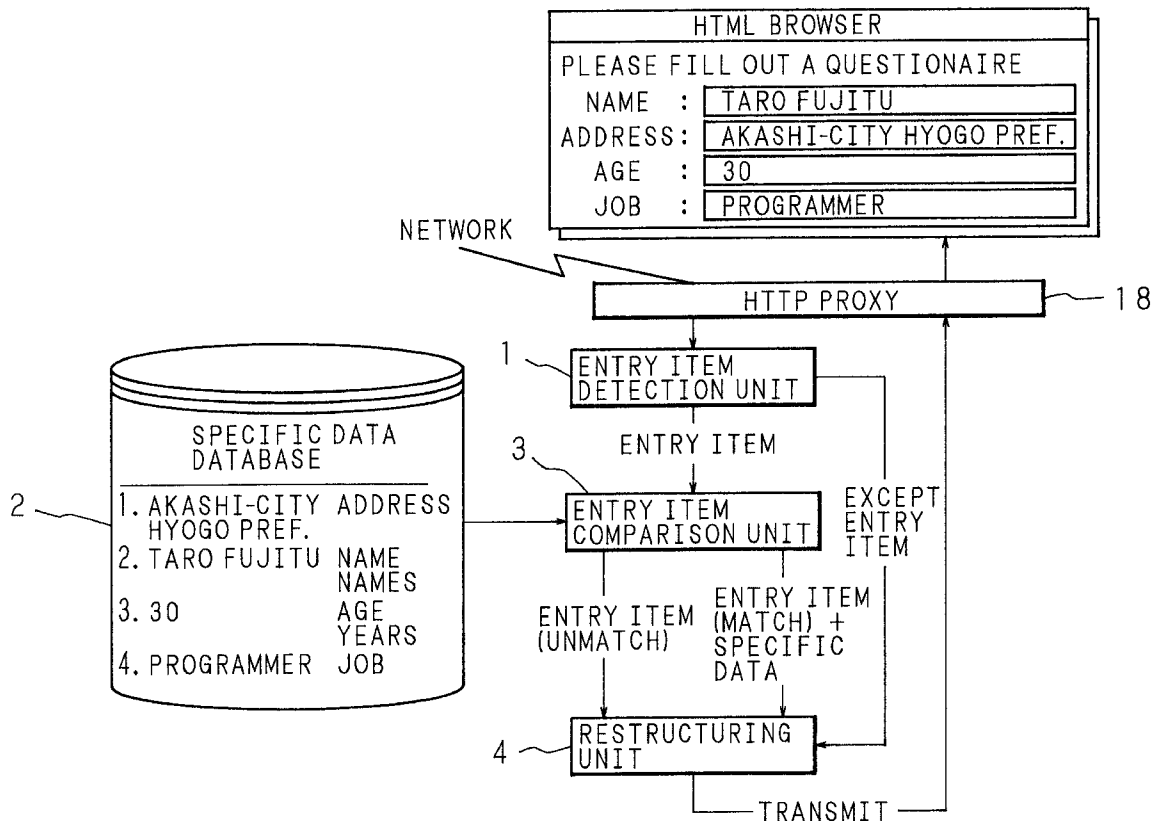 HTML BROWSER
PLEASE FILL OUT A QUESTIONAIRE
NAME : TARO FUJITU
ADDRESS: AKASHI-CITY HYOGO PREF.
AGE : 30
JOB : PROGRAMMER
NETWORK
HTTP PROXY
18
1
ENTRY ITEM
DETECTION UNIT
ENTRY ITEM
EXCEPT
ENTRY
ITEM
SPECIFIC DATA
DATABASE
2
1. AKASHI-CITY ADDRESS
HYOGO PREF.
2. TARO FUJITU NAME
NAMES
3. 30 AGE
YEARS
4. PROGRAMMER JOB
3
ENTRY ITEM
COMPARISON UNIT
ENTRY ITEM
(UNMATCH)
ENTRY ITEM
(MATCH) +
SPECIFIC
DATA
4
RESTRUCTURING
UNIT
TRANSMIT